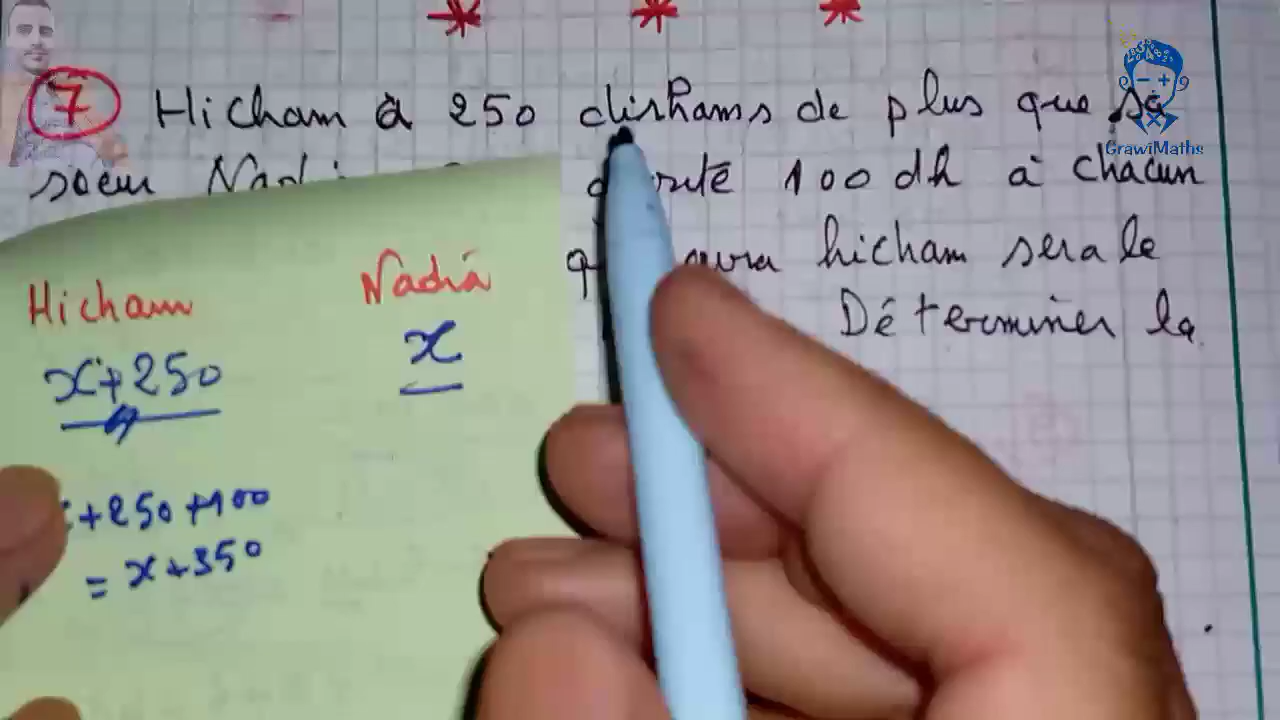 7 Hicham à 250 dirhams de plus que sa
soeur 100 dh à chacun
aura hicham sera le
Déterminer la
Hicham Nadia
x+250 x
+250+100
= x+350
GrawiMaths